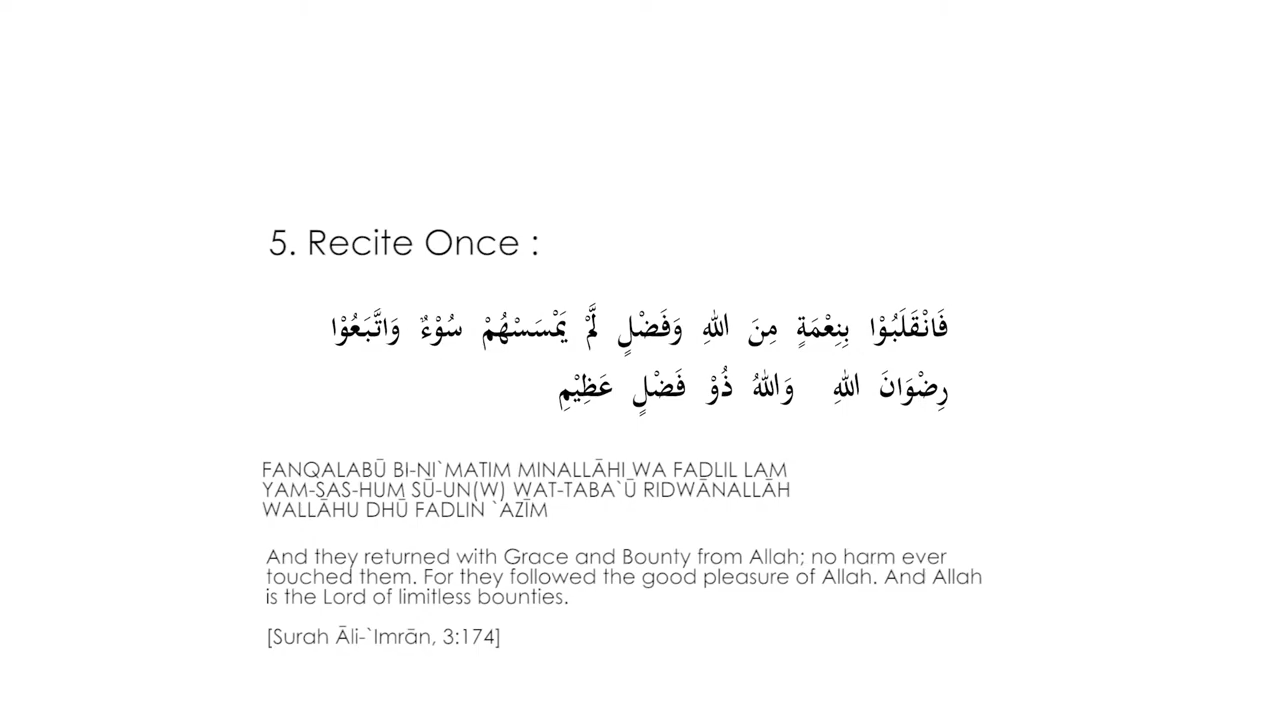 5. Recite Once :
فَانْقَلَبُوْا بِنِعْمَةٍ مِنَ اللهِ وَفَضْلٍ لَّمْ يَمْسَسْهُمْ سُوْءٌ وَاتَّبَعُوْا
رِضْوَانَ اللهِ وَاللهُ ذُوْ فَضْلٍ عَظِيْمِ
FANQALABŪ BI-NI`MATIM MINALLĀHI WA FADLIL LAM
YAM-SAS-HUM SŪ-UN(W) WAT-TABA`Ū RIDWĀNALLĀH
WALLĀHU DHŪ FADLIN `AZĪM
And they returned with Grace and Bounty from Allah; no harm ever
touched them. For they followed the good pleasure of Allah. And Allah
is the Lord of limitless bounties.
[Surah Āli-`Imrān, 3:174]